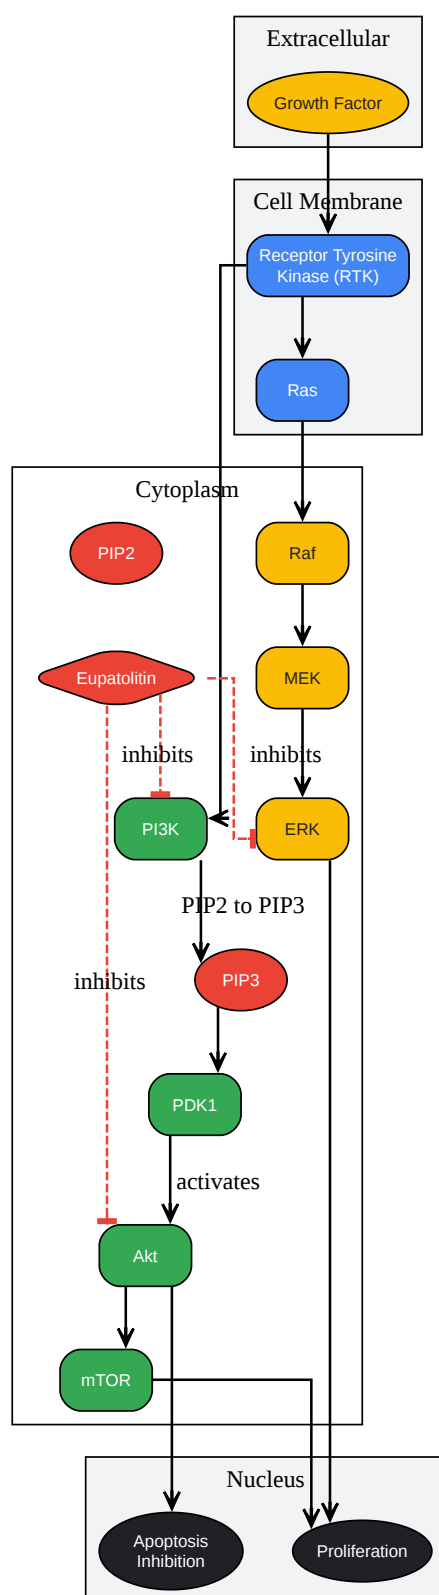 Extracellular
Growth Factor
Cell Membrane
Receptor Tyrosine
Kinase (RTK)
Ras
Cytoplasm
PIP2
Raf
Eupatolitin
MEK
inhibits
inhibits
PI3K
ERK
PIP2 to PIP3
inhibits
PIP3
PDK1
activates
Akt
mTOR
Nucleus
Apoptosis
Inhibition
Proliferation